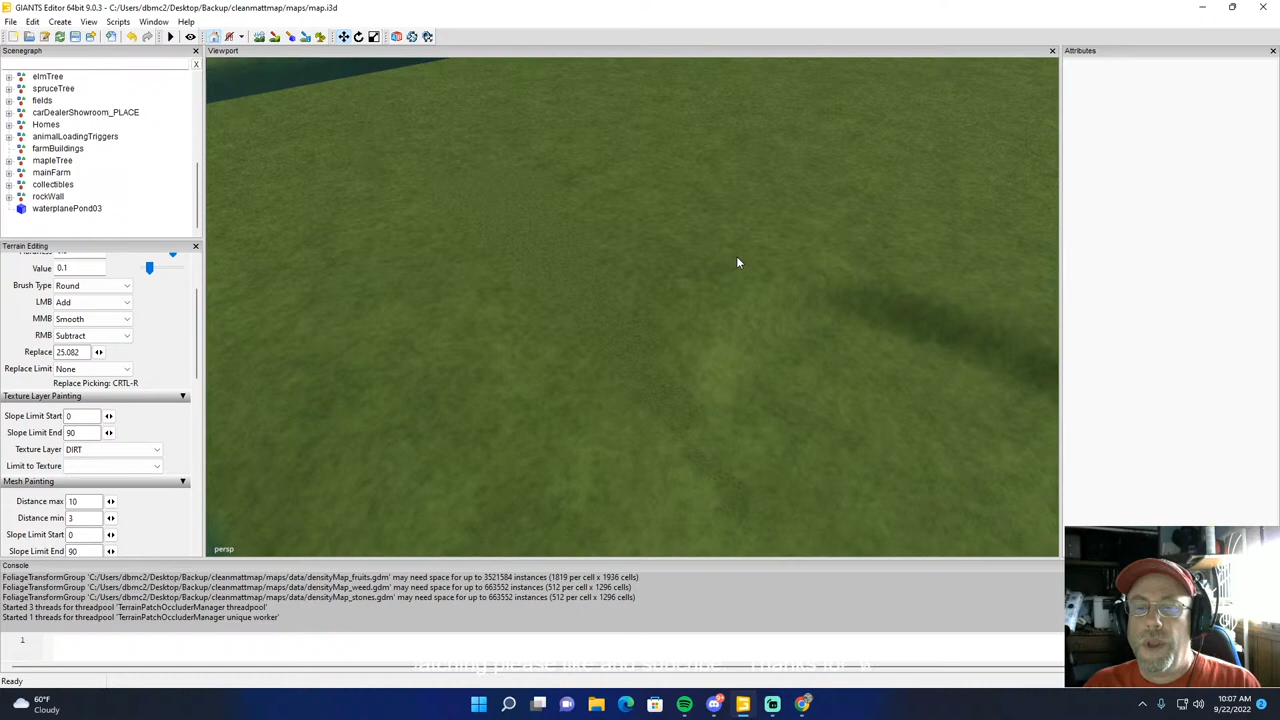 GIANTS Editor 64bit 9.0.3 - C:/Users/dbmc2/Desktop/Backup/cleanmattmap/maps/map.i3d
File Edit Create View Scripts Window Help
Scenegraph
X
Viewport
Attributes
elmTree
spruceTree
fields
carDealerShowroom_PLACE
Homes
animalLoadingTriggers
farmBuildings
mapleTree
mainFarm
collectibles
rockWall
waterplanePond03
Terrain Editing
Value 0.1
Brush Type Round
LMB Add
MMB Smooth
RMB Subtract
Replace 25.082
Replace Limit None
Replace Picking: CRTL-R
Texture Layer Painting
Slope Limit Start 0
Slope Limit End 90
Texture Layer DIRT
Limit to Texture
Mesh Painting
Distance max 10
Distance min 3
Slope Limit Start 0
Slope Limit End 90
persp
Console
FoliageTransformGroup 'C:/Users/dbmc2/Desktop/Backup/cleanmattmap/maps/data/densityMap_fruits.gdm' may need space for up to 3521584 instances (1819 per cell x 1936 cells)
FoliageTransformGroup 'C:/Users/dbmc2/Desktop/Backup/cleanmattmap/maps/data/densityMap_weed.gdm' may need space for up to 663552 instances (512 per cell x 1296 cells)
FoliageTransformGroup 'C:/Users/dbmc2/Desktop/Backup/cleanmattmap/maps/data/densityMap_stones.gdm' may need space for up to 663552 instances (512 per cell x 1296 cells)
Started 3 threads for threadpool 'TerrainPatchOccluderManager threadpool'
Started 1 threads for threadpool 'TerrainPatchOccluderManager unique worker'
1
please like and Thanks for
Ready
60°F
Cloudy
10:07 AM
9/22/2022